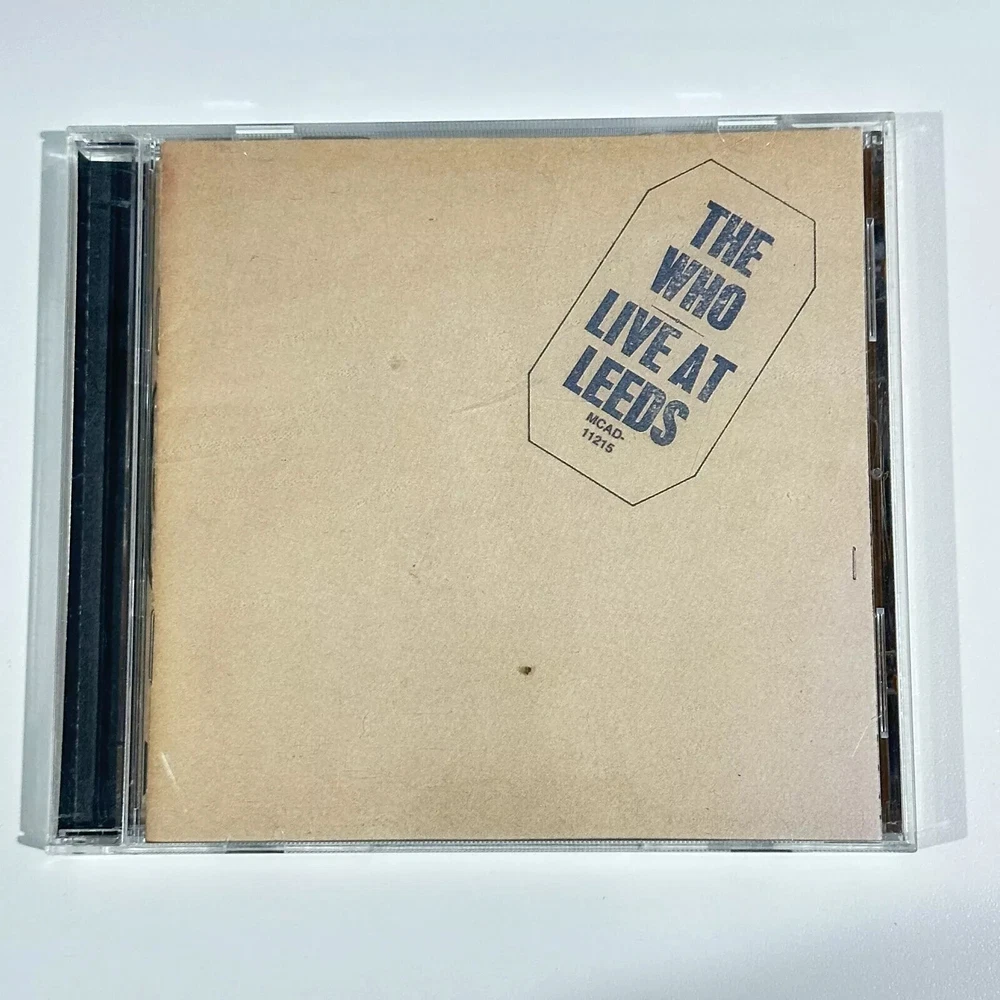 THE
WHO
LIVE AT
LEEDS
MCAD-
11215